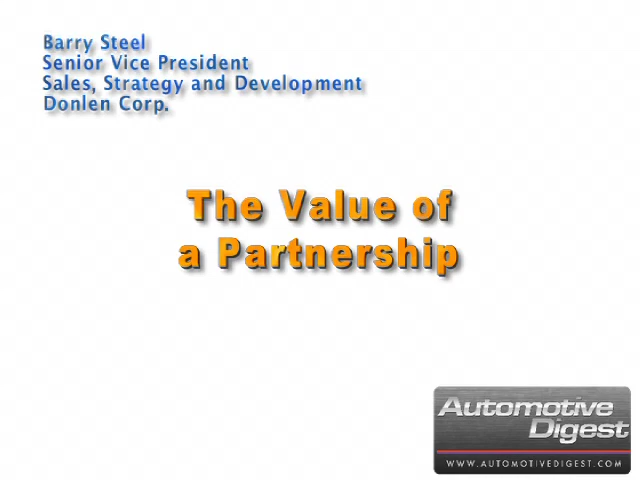 Barry Steel
Senior Vice President
Sales, Strategy and Development
Donlen Corp.
The Value of
a Partnership
Automotive
Digest
WWW.AUTOMOTIVEDIGEST.COM